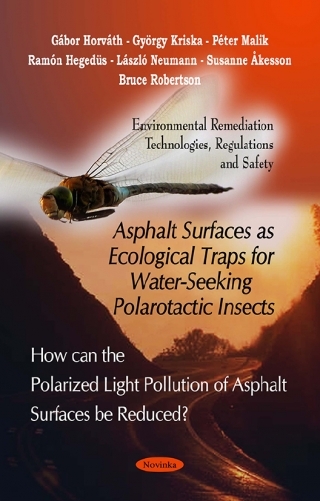 Gábor Horváth - György Kriska - Péter Malik
Ramón Hegedüs - László Neumann - Susanne Åkesson
Bruce Robertson
Environmental Remediation
Technologies, Regulations
and Safety
Asphalt Surfaces as
Ecological Traps for
Water-Seeking
Polarotactic Insects
How can the
Polarized Light Pollution of Asphalt
Surfaces be Reduced?
Novinka